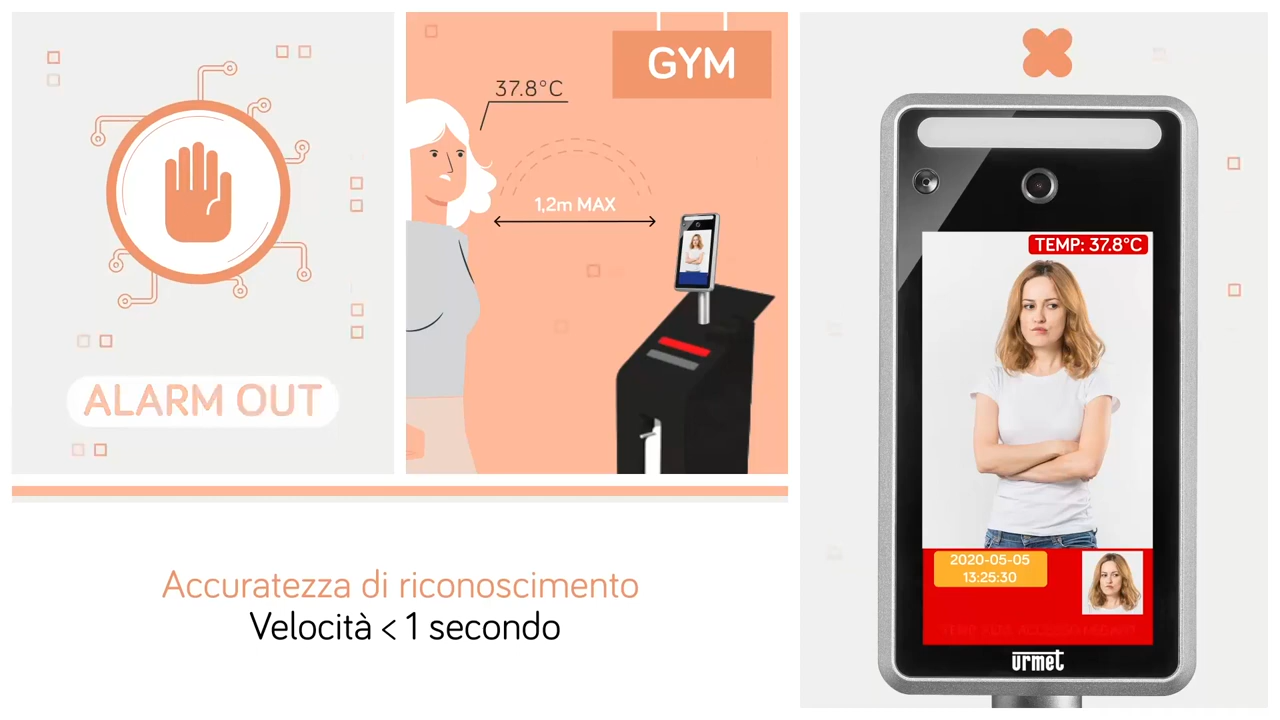 ALARM OUT
GYM
37.8°C
1,2m MAX
Accuratezza di riconoscimento
Velocità < 1 secondo
TEMP: 37.8°C
2020-05-05
13:25:30
urmet